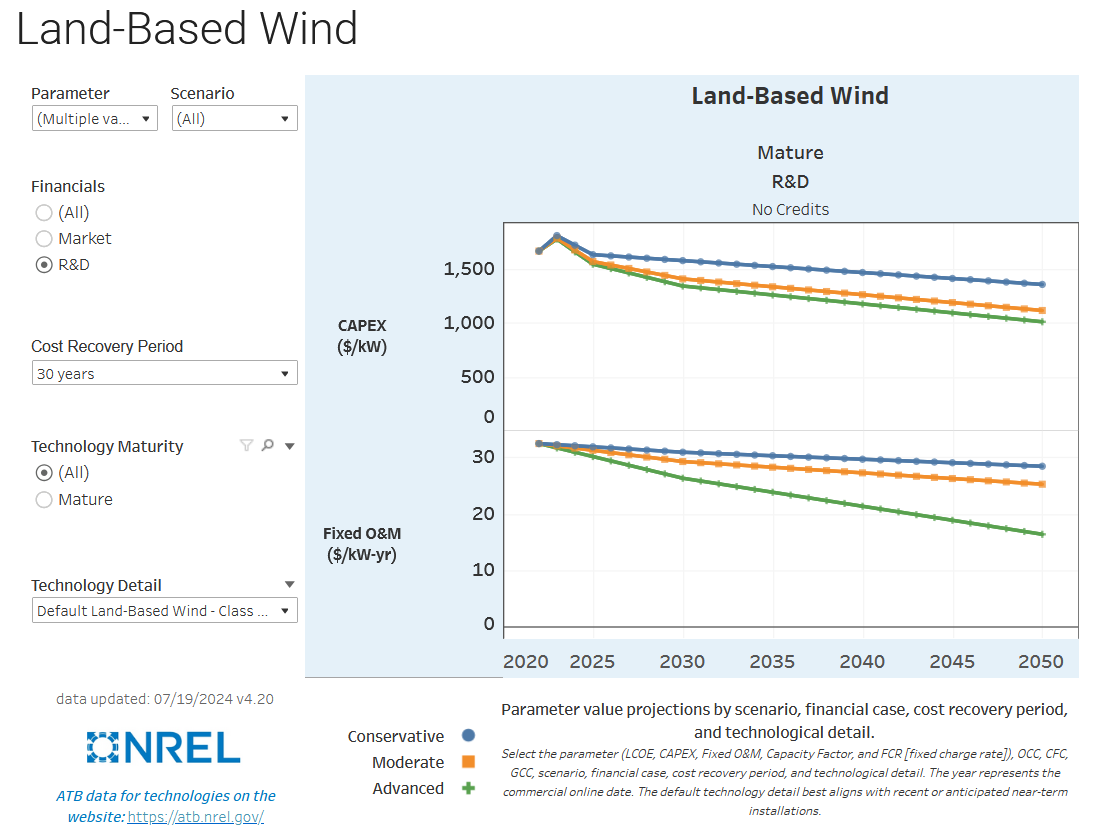 Land-Based Wind
Parameter
Scenario
(Multiple va...
(All)
Financials
(All)
Market
R&D
Cost Recovery Period
30 years
Technology Maturity
(All)
Mature
Technology Detail
Default Land-Based Wind - Class ...
data updated: 07/19/2024 v4.20
NREL
ATB data for technologies on the
website: https://atb.nrel.gov/
Land-Based Wind
Mature
R&D
No Credits
CAPEX
($/kW)
1,500
1,000
500
0
Fixed O&M
($/kW-yr)
30
20
10
0
2020 2025 2030 2035 2040 2045 2050
Conservative
Moderate
Advanced
Parameter value projections by scenario, financial case, cost recovery period,
and technological detail.
Select the parameter (LCOE, CAPEX, Fixed O&M, Capacity Factor, and FCR [fixed charge rate]), OCC, CFC,
GCC, scenario, financial case, cost recovery period, and technological detail. The year represents the
commercial online date. The default technology detail best aligns with recent or anticipated near-term
installations.